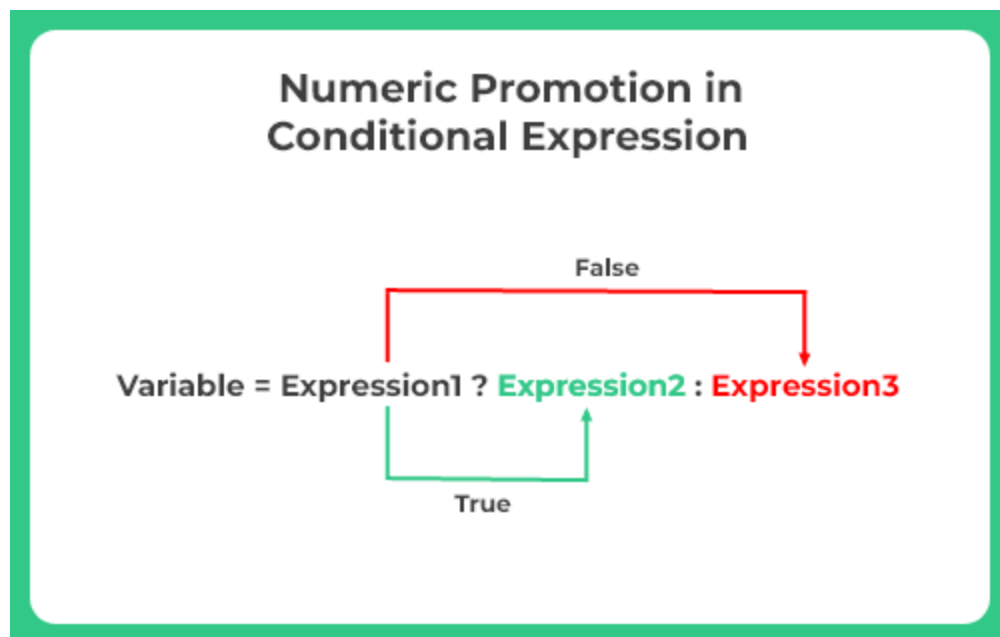 Numeric Promotion in
Conditional Expression
False
Variable = Expression1 ? Expression2 : Expression3
True